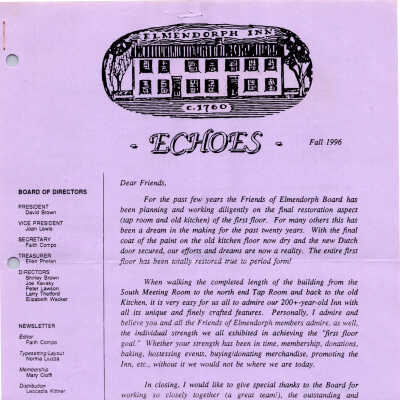 ELMENDORPH INN
c.1760
- ECHOES -
Fall 1996
BOARD OF DIRECTORS
PRESIDENT
David Brown
VICE PRESIDENT
Joan Lewis
SECRETARY
Faith Compo
TREASURER
Ellen Phelan
DIRECTORS
Shirley Brown
Joe Kavsky
Peter Lawson
Larry Thetford
Elizabeth Wacker
NEWSLETTER
Editor
Faith Compo
Typesetting/Layout
Norma Liuzza
Membership
Mary Cioffi
Distribution
Leocadia Kittner
Dear Friends,
For the past few years the Friends of Elmendorph Board has
been planning and working diligently on the final restoration aspect
(tap room and old kitchen) of the first floor. For many others this has
been a dream in the making for the past twenty years. With the final
coat of the paint on the old kitchen floor now dry and the new Dutch
door secured, our efforts and dreams are now a reality. The entire first
floor has been totally restored true to period form!
When walking the completed length of the building from the
South Meeting Room to the north end Tap Room and back to the old
Kitchen, it is very easy for us all to admire our 200+-year-old Inn with
all its unique and finely crafted features. Personally, I admire and
believe you and all the Friends of Elmendorph members admire, as well,
the individual strength we all exhibited in achieving the "first floor
goal." Whether your strength has been in time, membership, donations,
baking, hostessing events, buying/donating merchandise, promoting the
Inn, etc., without it we would not be where we are today.
In closing, I would like to give special thanks to the Board for
working so closely together (a great team!), the outstanding and